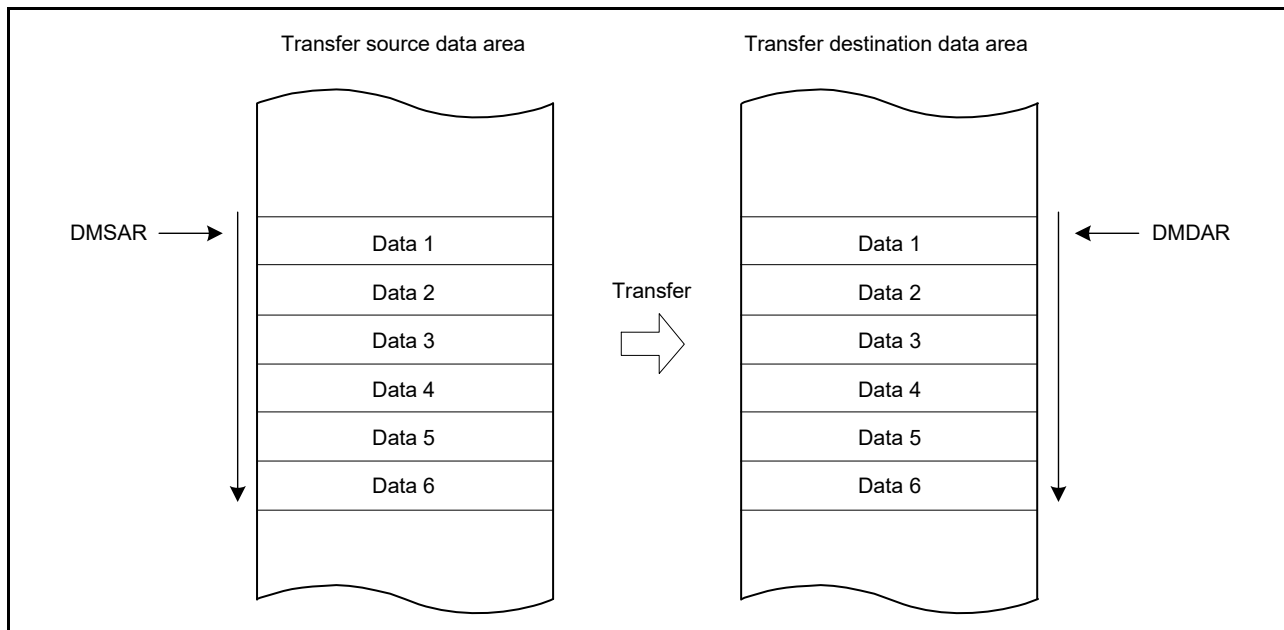 Transfer source data area
Transfer destination data area
DMSAR
Data 1
Data 1
DMDAR
Data 2
Transfer
Data 2
Data 3
Data 3
Data 4
Data 4
Data 5
Data 5
Data 6
Data 6